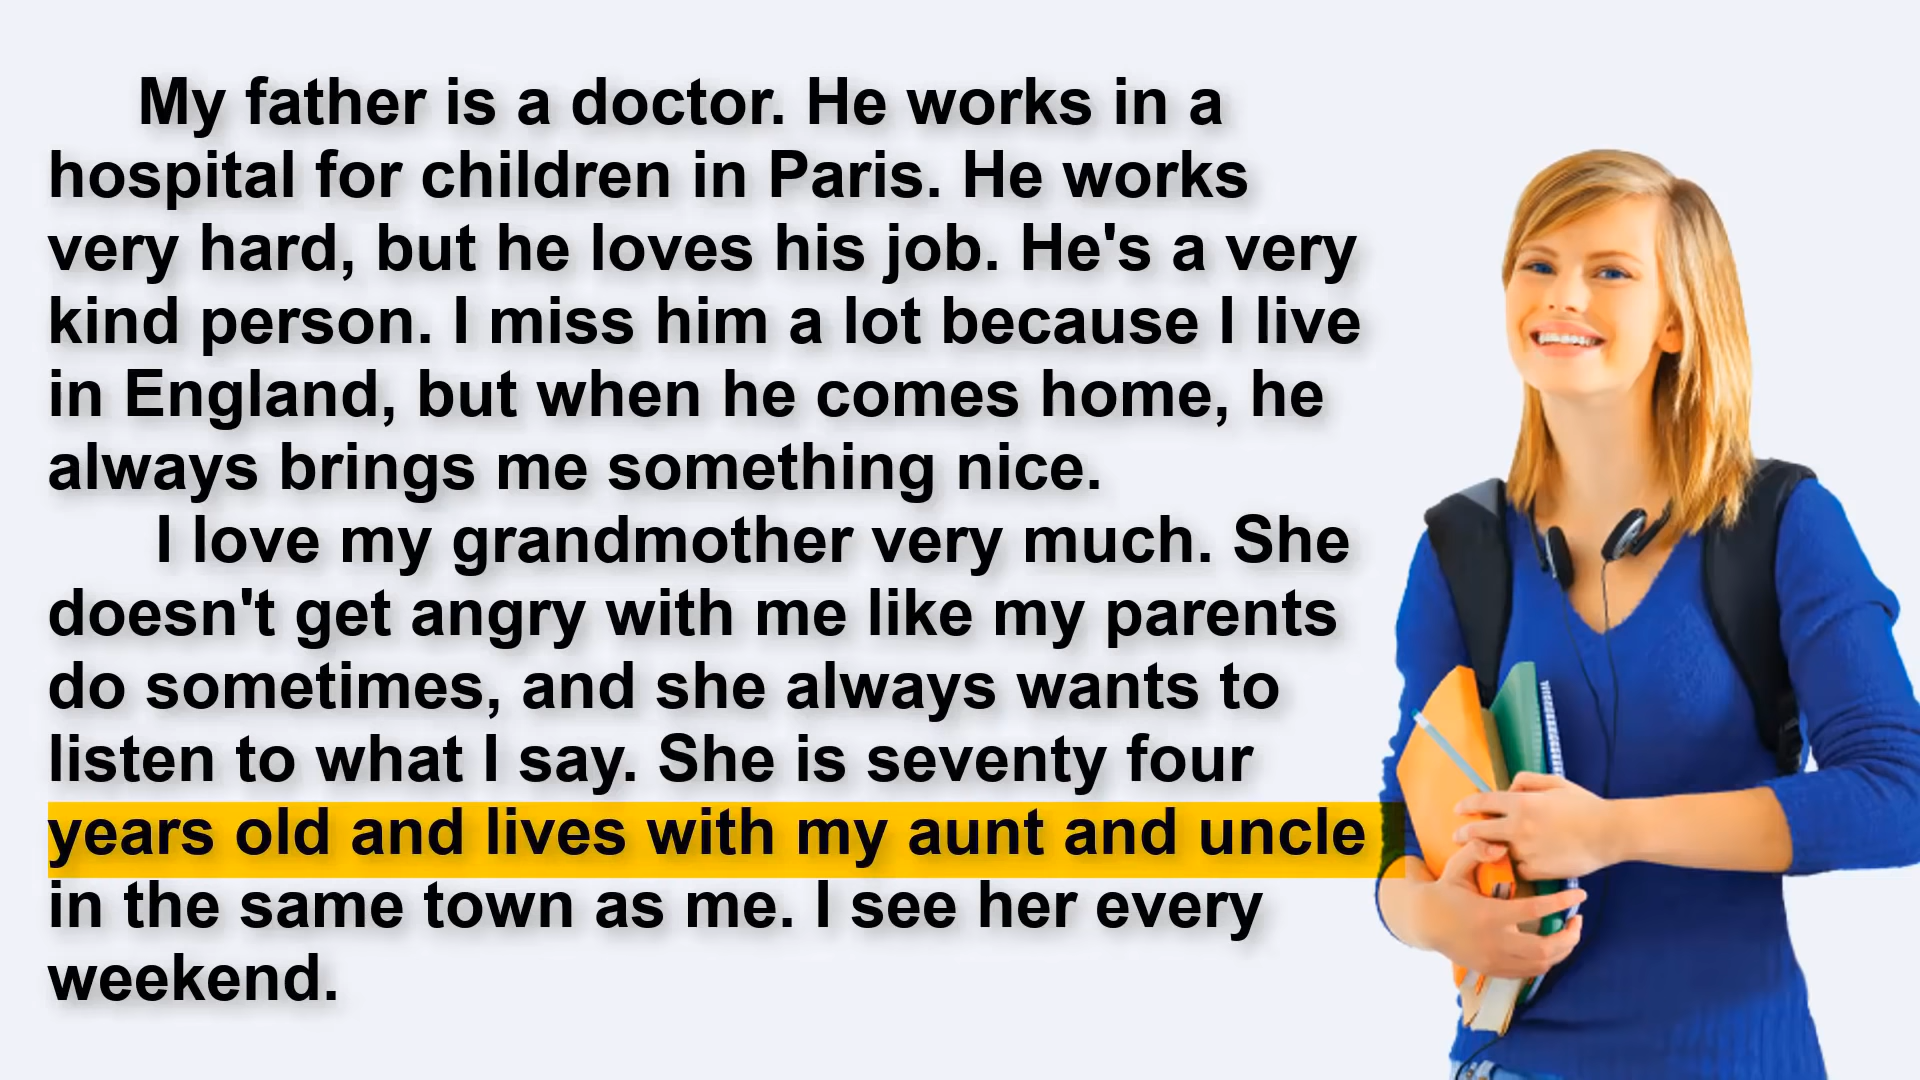 My father is a doctor. He works in a
hospital for children in Paris. He works
very hard, but he loves his job. He's a very
kind person. I miss him a lot because I live
in England, but when he comes home, he
always brings me something nice.
I love my grandmother very much. She
doesn't get angry with me like my parents
do sometimes, and she always wants to
listen to what I say. She is seventy four
years old and lives with my aunt and uncle
in the same town as me. I see her every
weekend.